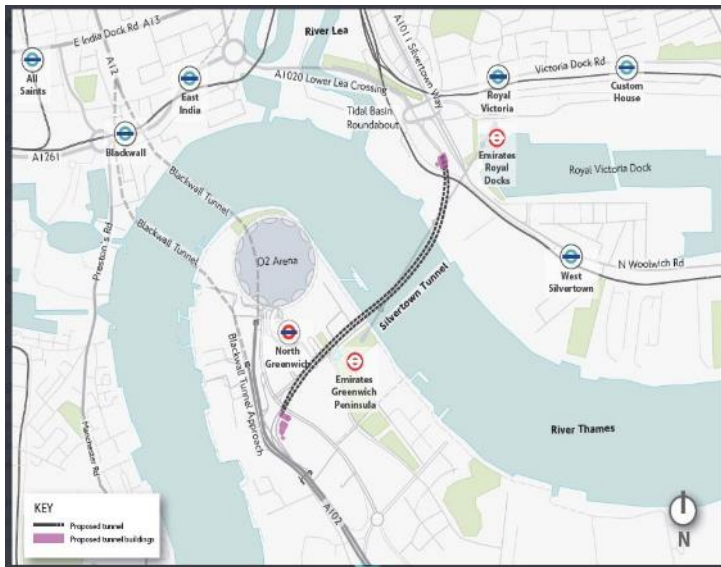 E India Dock Rd A13
River Lea
A1011 Silvertown Way
All
Saints
A12
East
India
A1020 Lower Lea Crossing
Royal
Victoria
Victoria Dock Rd
Custom
House
Tidal Basin
Roundabout
Blackwall
A1261
Emirates
Royal
Docks
Royal Victoria Dock
Blackwall Tunnel
Blackwall Tunnel
Preston's Rd
O2 Arena
N Woolwich Rd
West
Silvertown
Silvertown Tunnel
North
Greenwich
Emirates
Greenwich
Peninsula
Blackwall Tunnel Approach
River Thames
Manchester Rd
A102
KEY
Proposed tunnel
Proposed tunnel buildings
N